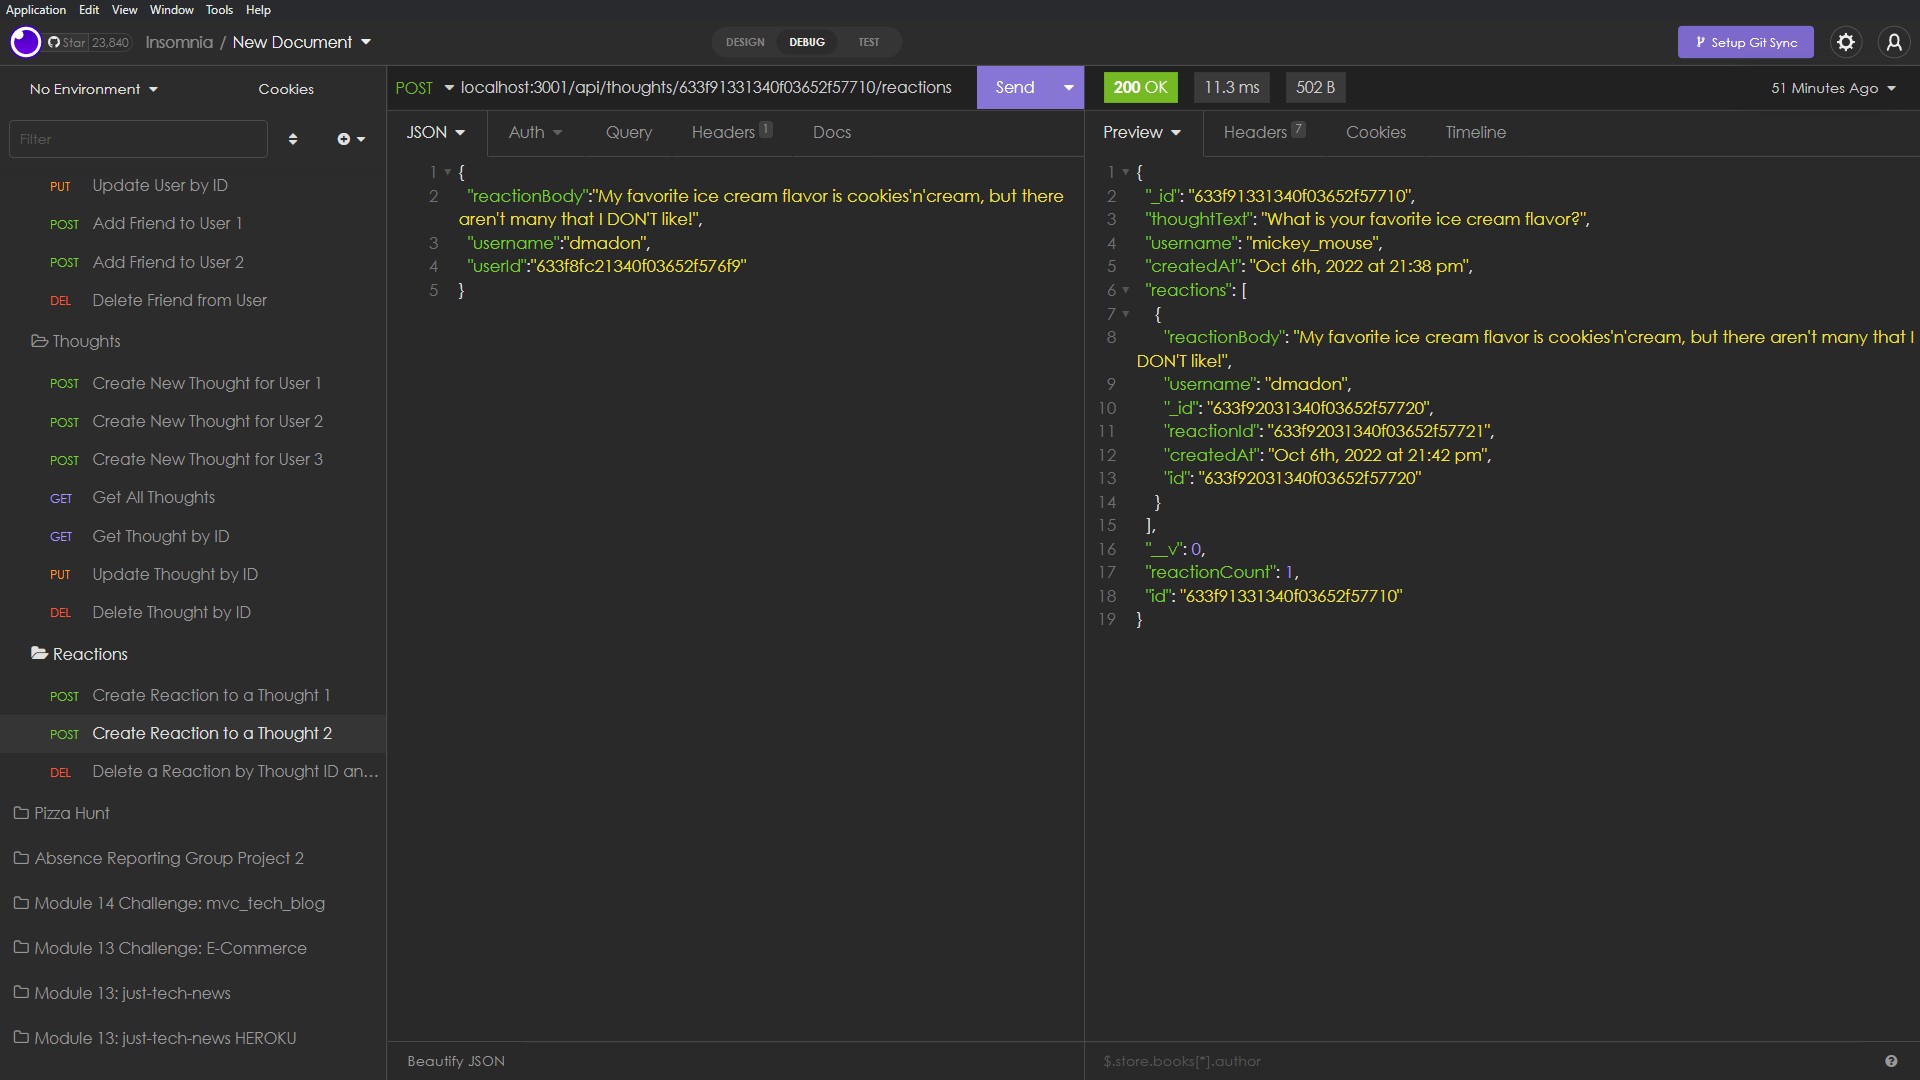 Application Edit View Window Tools Help
Star 23,840 Insomnia / New Document DESIGN DEBUG TEST Setup Git Sync
No Environment Cookies
Filter
PUT Update User by ID
POST Add Friend to User 1
POST Add Friend to User 2
DEL Delete Friend from User
Thoughts
POST Create New Thought for User 1
POST Create New Thought for User 2
POST Create New Thought for User 3
GET Get All Thoughts
GET Get Thought by ID
PUT Update Thought by ID
DEL Delete Thought by ID
Reactions
POST Create Reaction to a Thought 1
POST Create Reaction to a Thought 2
DEL Delete a Reaction by Thought ID an...
Pizza Hunt
Absence Reporting Group Project 2
Module 14 Challenge: mvc_tech_blog
Module 13 Challenge: E-Commerce
Module 13: just-tech-news
Module 13: just-tech-news HEROKU
POST localhost:3001/api/thoughts/633f91331340f03652f57710/reactions Send
JSON Auth Query Headers 1 Docs
1 {
2 "reactionBody":"My favorite ice cream flavor is cookies'n'cream, but there
aren't many that I DON'T like!",
3 "username":"dmadon",
4 "userId":"633f8fc21340f03652f576f9"
5 }
Beautify JSON
200 OK 11.3 ms 502 B 51 Minutes Ago
Preview Headers 7 Cookies Timeline
1 {
2 "_id": "633f91331340f03652f57710",
3 "thoughtText": "What is your favorite ice cream flavor?",
4 "username": "mickey_mouse",
5 "createdAt": "Oct 6th, 2022 at 21:38 pm",
6 "reactions": [
7 {
8 "reactionBody": "My favorite ice cream flavor is cookies'n'cream, but there aren't many that I
DON'T like!",
9 "username": "dmadon",
10 "_id": "633f92031340f03652f57720",
11 "reactionId": "633f92031340f03652f57721",
12 "createdAt": "Oct 6th, 2022 at 21:42 pm",
13 "id": "633f92031340f03652f57720"
14 }
15 ],
16 "__v": 0,
17 "reactionCount": 1,
18 "id": "633f91331340f03652f57710"
19 }
$.store.books[*].author